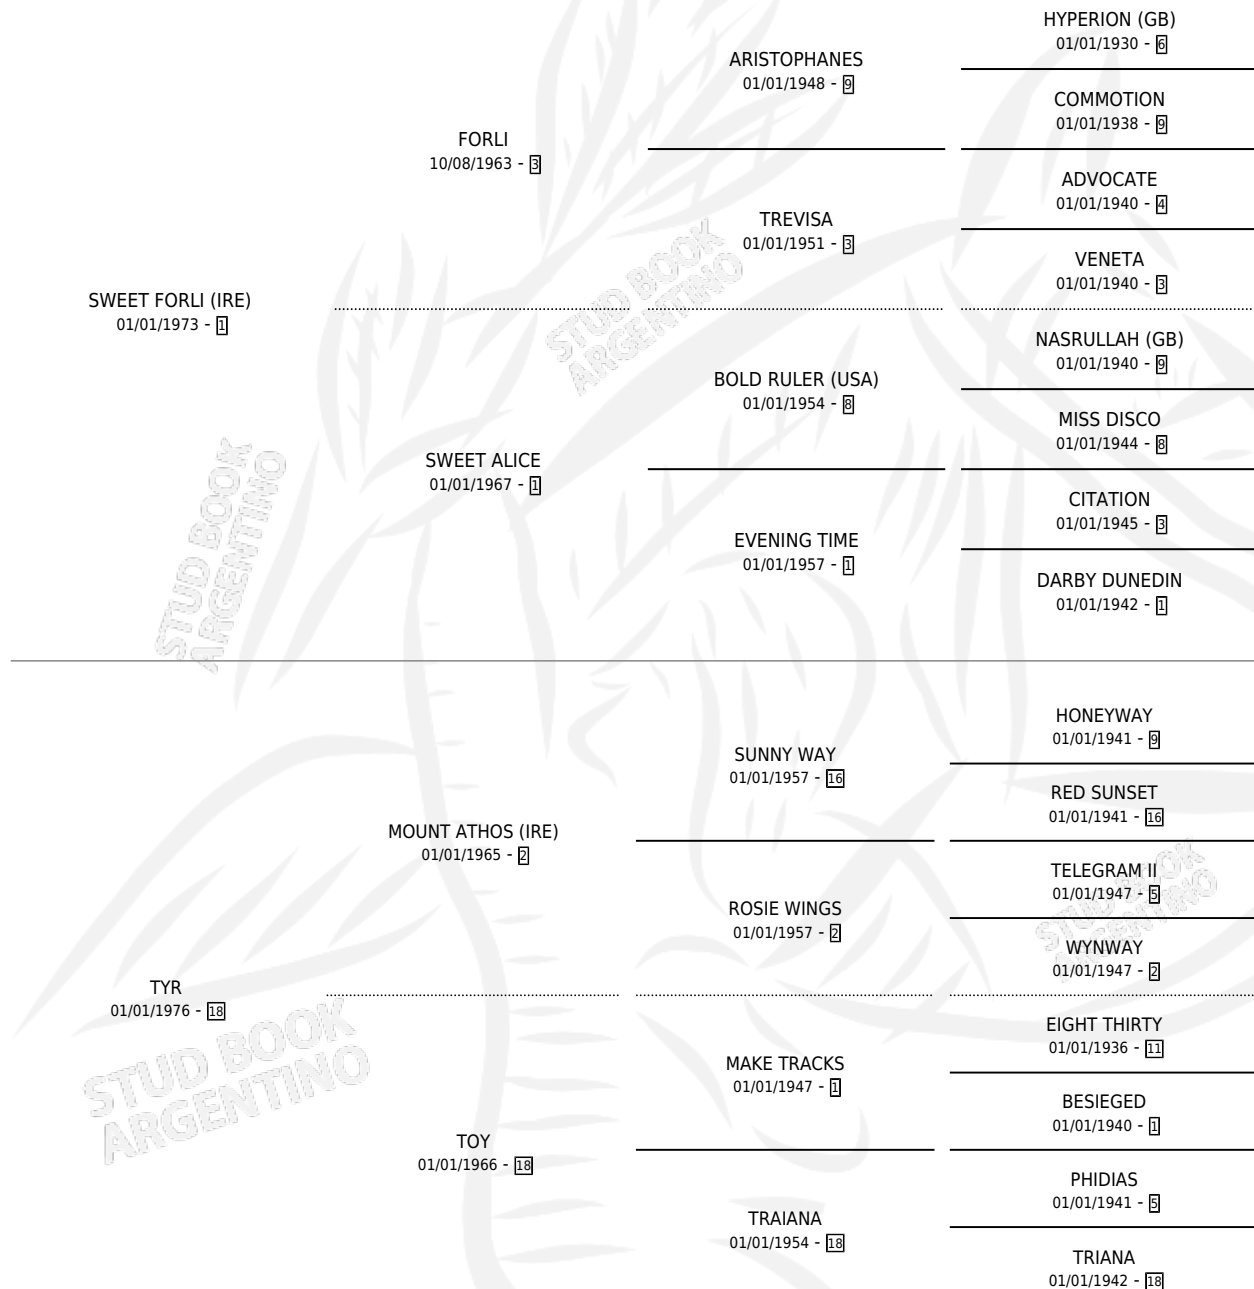 HYPERION (GB)
01/01/1930 - 6
ARISTOPHANES
01/01/1948 - 9
COMMOTION
01/01/1938 - 9
FORLI
10/08/1963 - 3
ADVOCATE
01/01/1940 - 4
TREVISA
01/01/1951 - 3
VENETA
01/01/1940 - 3
SWEET FORLI (IRE)
01/01/1973 - 1
STUD BOOK
ARGENTINO
NASRULLAH (GB)
01/01/1940 - 9
BOLD RULER (USA)
01/01/1954 - 8
MISS DISCO
01/01/1944 - 8
SWEET ALICE
01/01/1967 - 1
CITATION
01/01/1945 - 3
EVENING TIME
01/01/1957 - 1
DARBY DUNEDIN
01/01/1942 - 1
STUD BOOK
ARGENTINO
HONEYWAY
01/01/1941 - 9
SUNNY WAY
01/01/1957 - 16
RED SUNSET
01/01/1941 - 16
MOUNT ATHOS (IRE)
01/01/1965 - 2
TELEGRAM II
01/01/1947 - 5
ROSIE WINGS
01/01/1957 - 2
STUD BOOK
ARGENTINO
WYNWAY
01/01/1947 - 2
TYR
01/01/1976 - 18
EIGHT THIRTY
01/01/1936 - 11
MAKE TRACKS
01/01/1947 - 1
STUD BOOK
ARGENTINO
BESIEGED
01/01/1940 - 1
TOY
01/01/1966 - 18
PHIDIAS
01/01/1941 - 5
TRAIANA
01/01/1954 - 18
TRIANA
01/01/1942 - 18